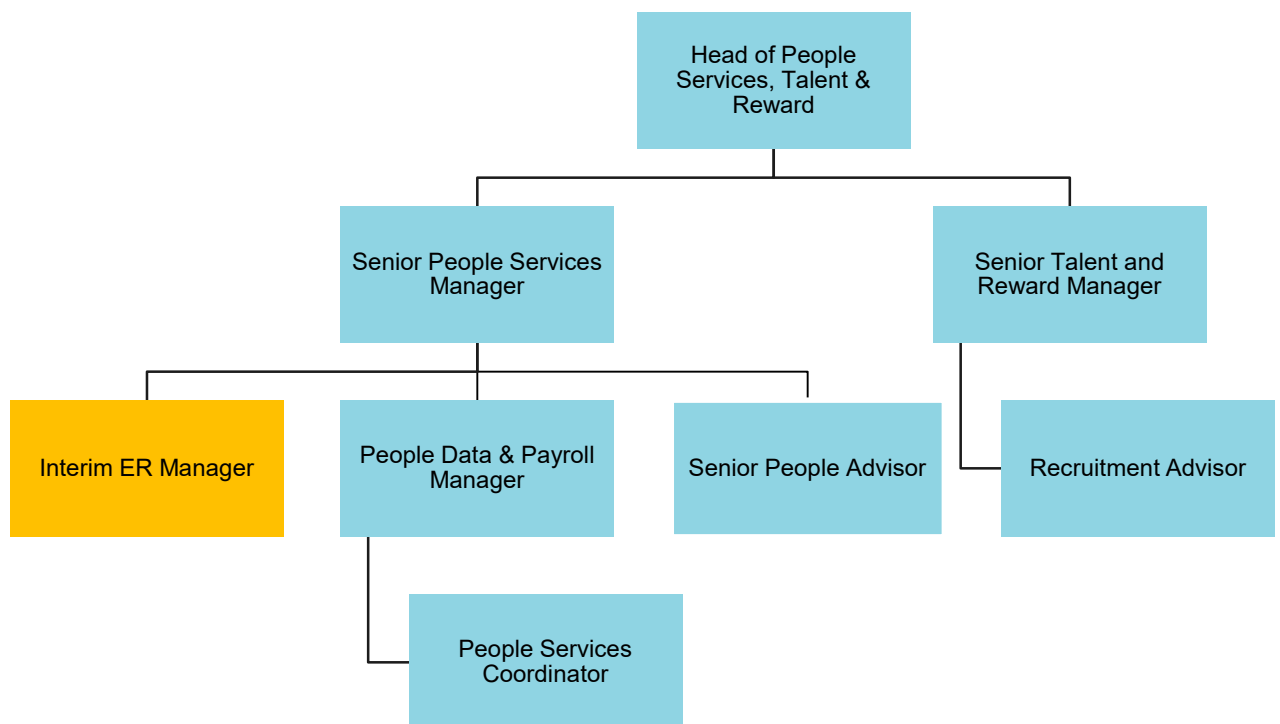 Head of People
Services, Talent &
Reward
Senior People Services
Manager
Senior Talent and
Reward Manager
Interim ER Manager
People Data & Payroll
Manager
Senior People Advisor
Recruitment Advisor
People Services
Coordinator